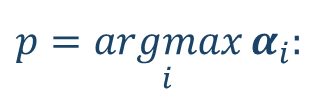 p = argmax αᵢ:
i